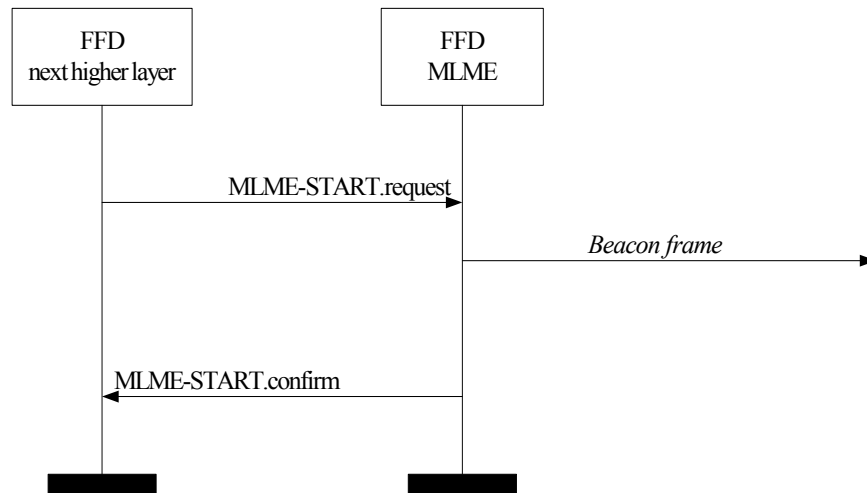 FFD
next higher layer
FFD
MLME
MLME-START.request
Beacon frame
MLME-START.confirm